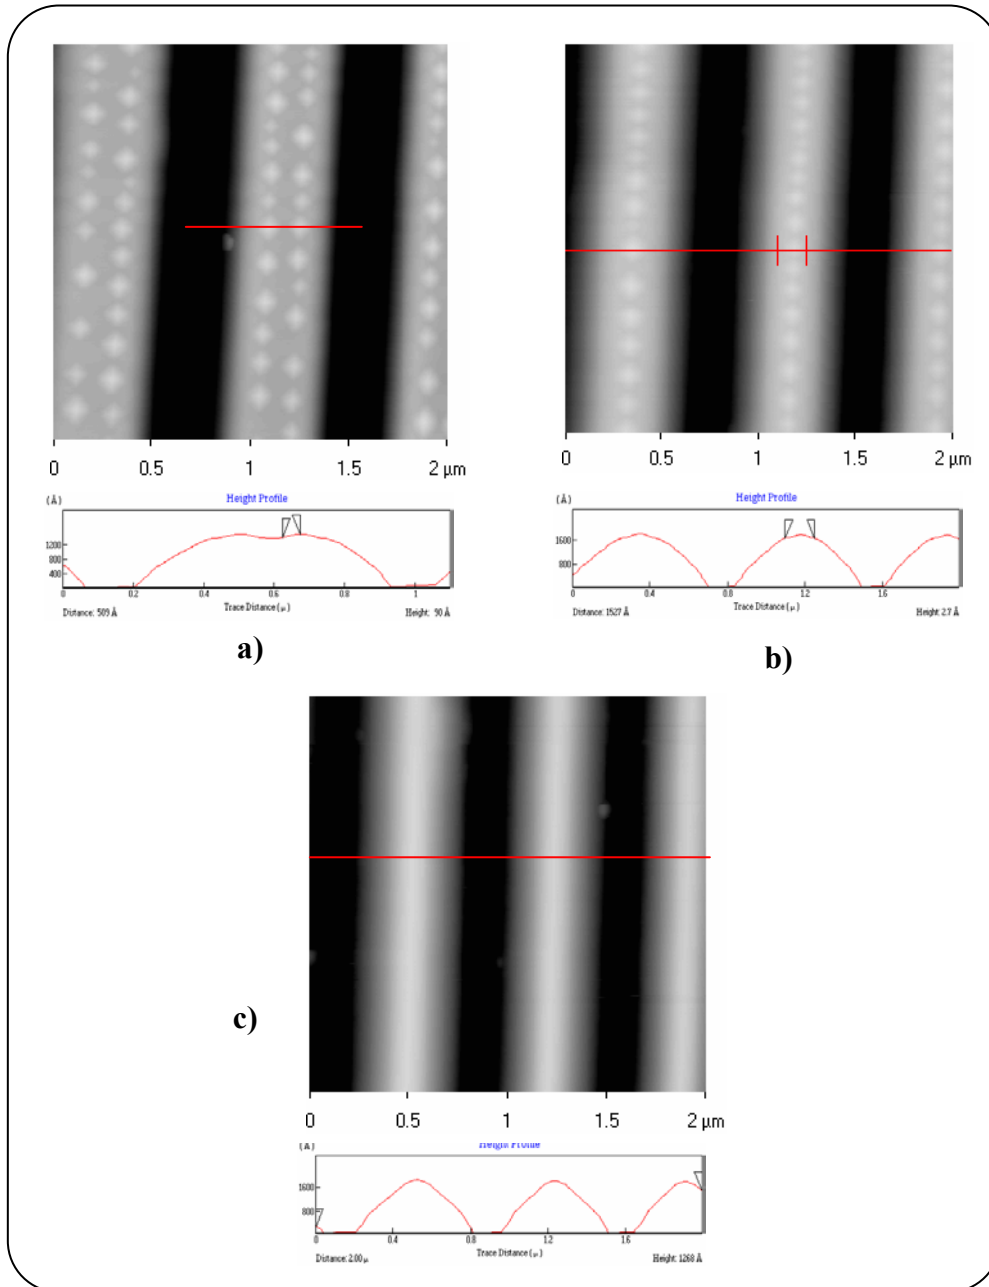 0 0.5 1 1.5 2 µm
0 0.5 1 1.5 2 µm
(Å) Height Profile
1200
800
400
0 0.2 0.4 0.6 0.8 1
Distance: 509 Å Trace Distance (µ) Height: 90 Å
(Å) Height Profile
1600
800
0 0.4 1.2 1.6
Distance: 1527 Å Trace Distance (µ) Height: 2.7 Å
a)
b)
c)
0 0.5 1 1.5 2 µm
(Å) Height Profile
1600
800
0 0.4 1.2 1.6
Distance: 2.00 µ Trace Distance (µ) Height: 1268 Å